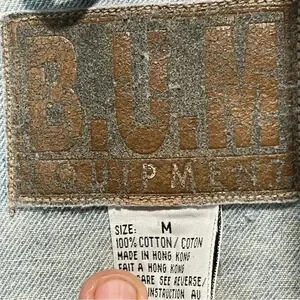 B.U.M
EQUIPMENT
SIZE: M
100% COTTON / COTON
MADE IN HONG KONG
FAIT A HONG KONG
CARE SEE REVERSE/
INSTRUCTION AU